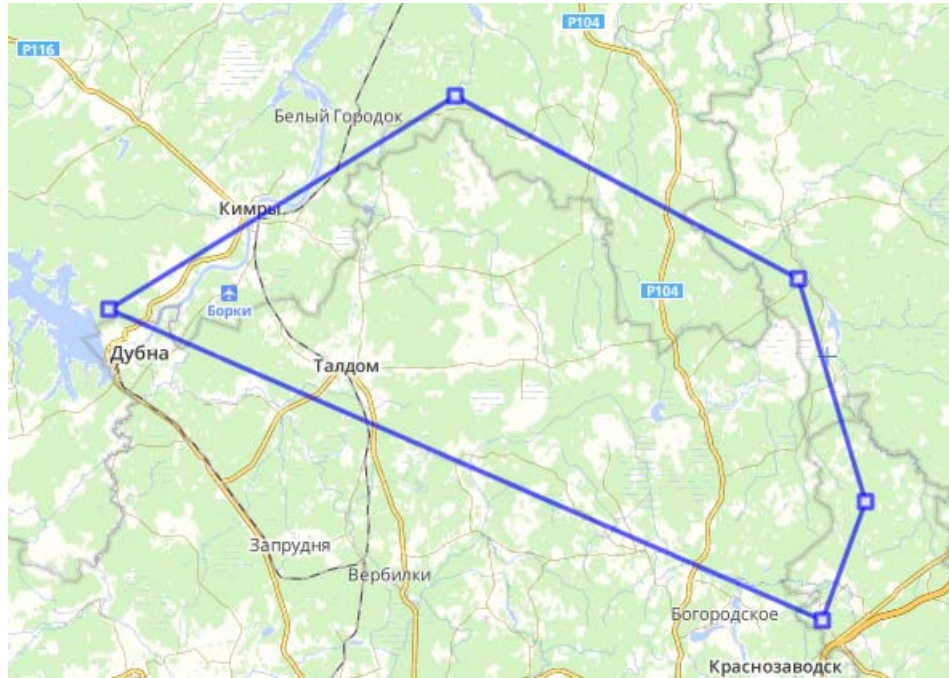 Р104
Р116
Белый Городок
Кимры
Р104
Борки
Дубна
Талдом
Запрудня
Вербилки
Богородское
Краснозаводск